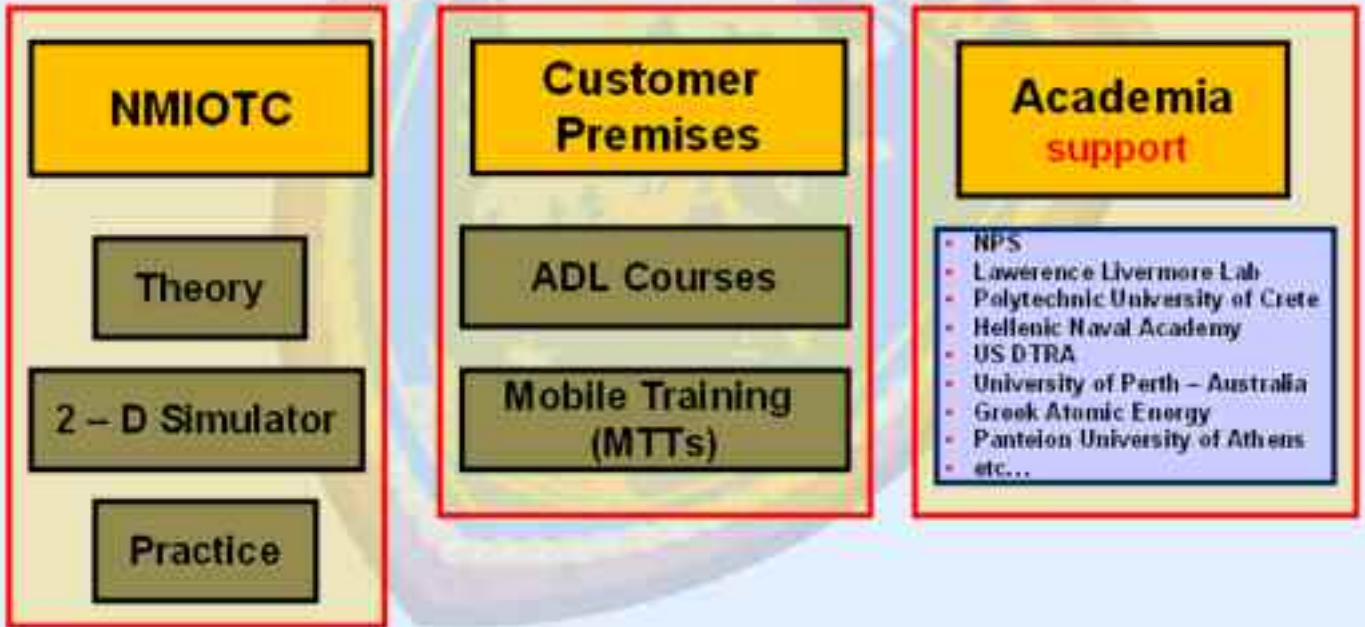 NMIOTC
Theory
2 – D Simulator
Practice
Customer
Premises
ADL Courses
Mobile Training
(MTTs)
Academia
support
• NPS
• Lawerence Livermore Lab
• Polytechnic University of Crete
• Hellenic Naval Academy
• US DTRA
• University of Perth – Australia
• Greek Atomic Energy
• Panteion University of Athens
• etc...